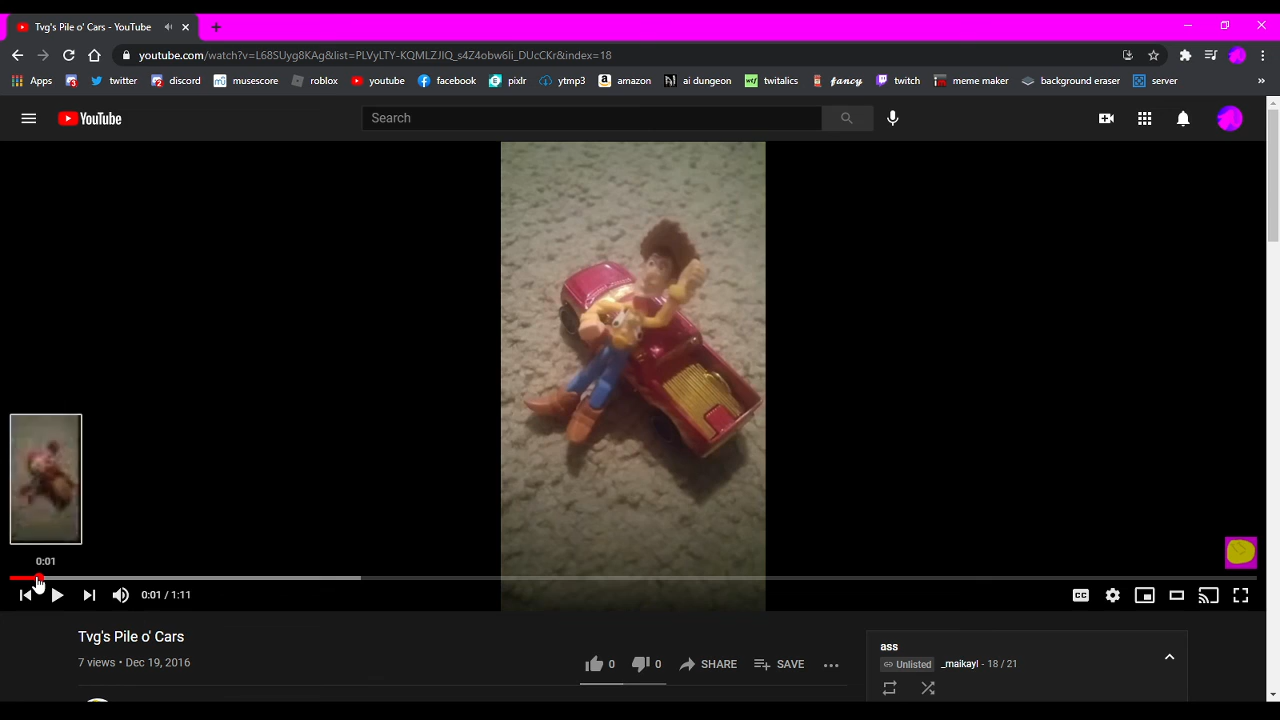 Tvg's Pile o' Cars - YouTube
youtube.com/watch?v=L68SUyg8KAg&list=PLVyLTY-KQMLZJIQ_s4Z4obw6li_DUcCKr&index=18
Apps twitter discord musescore roblox youtube facebook pixlr ytmp3 amazon ai dungeon twitalics fancy twitch meme maker background eraser server
YouTube
Search
0:01
0:01 / 1:11
CC
Tvg's Pile o' Cars
7 views • Dec 19, 2016
0 0 SHARE SAVE
ass
Unlisted _maikayl - 18 / 21